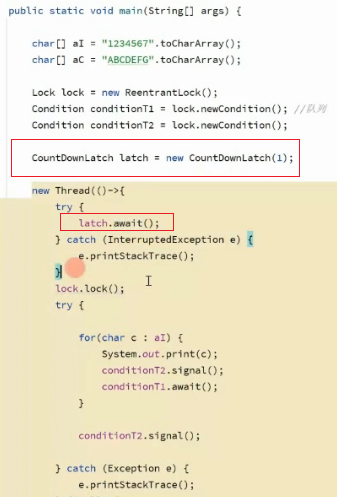 public static void main(String[] args) {
char[] aI = "1234567".toCharArray();
char[] aC = "ABCDEFG".toCharArray();
Lock lock = new ReentrantLock();
Condition conditionT1 = lock.newCondition(); //队列
Condition conditionT2 = lock.newCondition();
CountDownLatch latch = new CountDownLatch(1);
new Thread(()->{
try {
latch.await();
} catch (InterruptedException e) {
e.printStackTrace();
}
lock.lock();
try {
for(char c : aI) {
System.out.print(c);
conditionT2.signal();
conditionT1.await();
}
conditionT2.signal();
} catch (Exception e) {
e.printStackTrace();